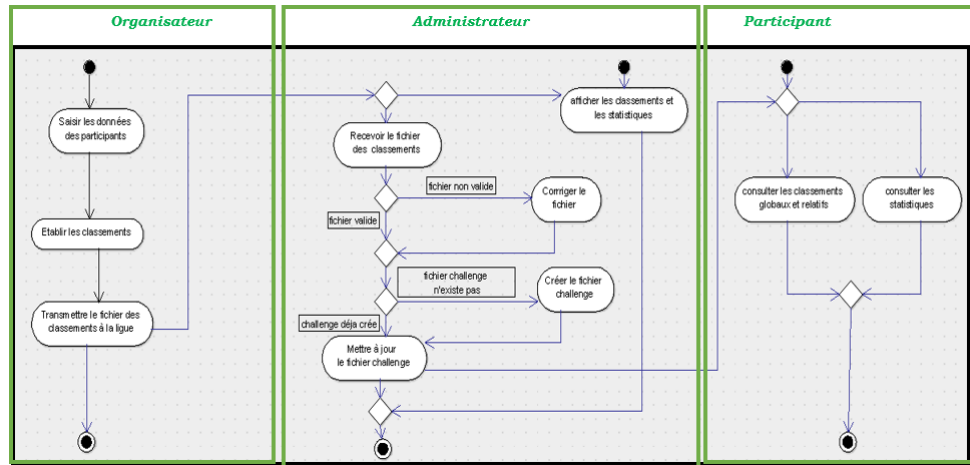 Organisateur
Administrateur
Participant
Saisir les données
des participants
Etablir les classements
Transmettre le fichier des
classements à la ligue
afficher les classements et
les statistiques
Recevoir le fichier
des classements
fichier non valide
Corriger le
fichier
fichier valide
fichier challenge
n'existe pas
Créer le fichier
challenge
challenge déja crée
Mettre à jour
le fichier challenge
consulter les classements
globaux et relatifs
consulter les
statistiques